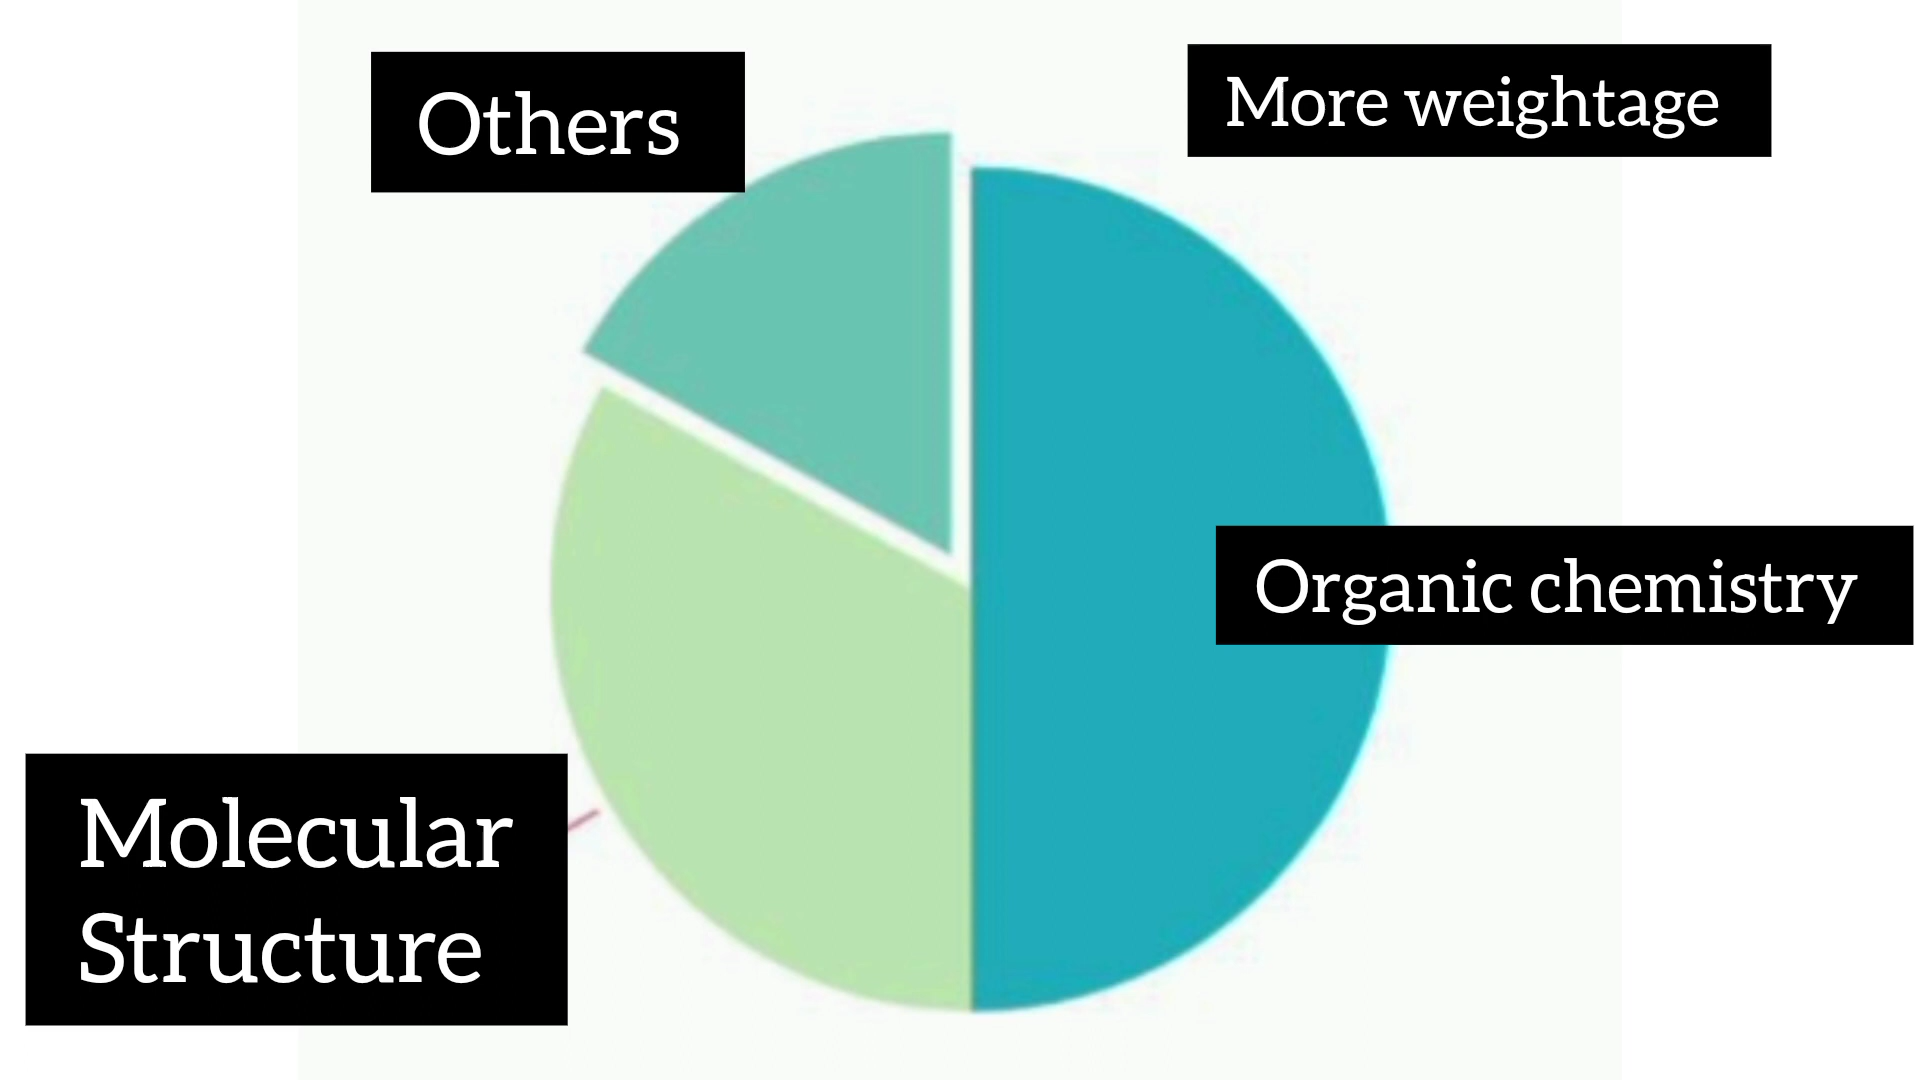 Others
More weightage
Organic chemistry
Molecular
Structure